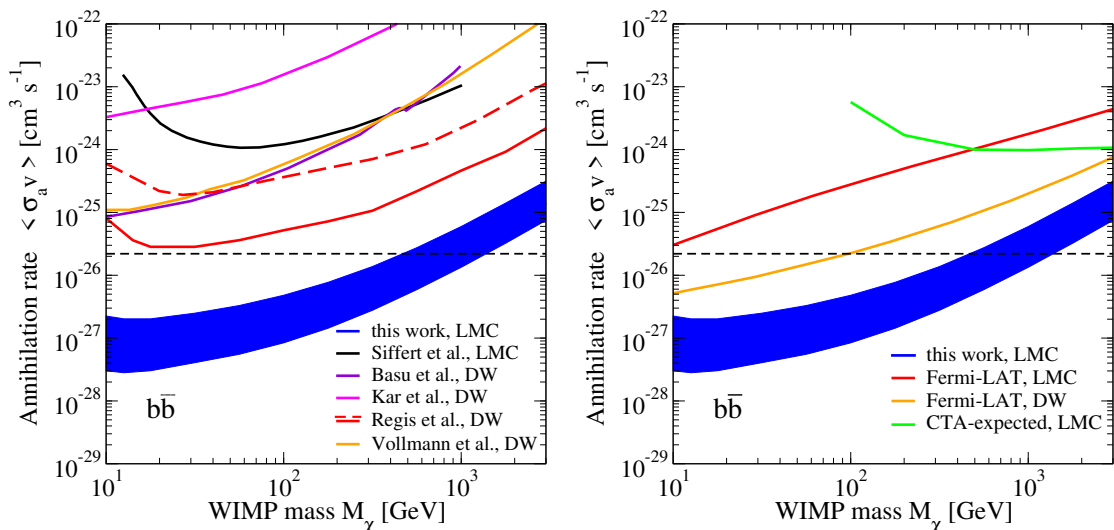 10^-22
10^-23
10^-24
10^-25
10^-26
10^-27
10^-28
10^-29
Annihilation rate < σ_a v > [cm^3 s^-1]
this work, LMC
Siffert et al., LMC
Basu et al., DW
Kar et al., DW
Regis et al., DW
Vollmann et al., DW
bb̅
10^1
10^2
10^3
WIMP mass M_χ [GeV]
10^-22
10^-23
10^-24
10^-25
10^-26
10^-27
10^-28
10^-29
Annihilation rate < σ_a v > [cm^3 s^-1]
this work, LMC
Fermi-LAT, LMC
Fermi-LAT, DW
CTA-expected, LMC
bb̅
10^1
10^2
10^3
WIMP mass M_χ [GeV]